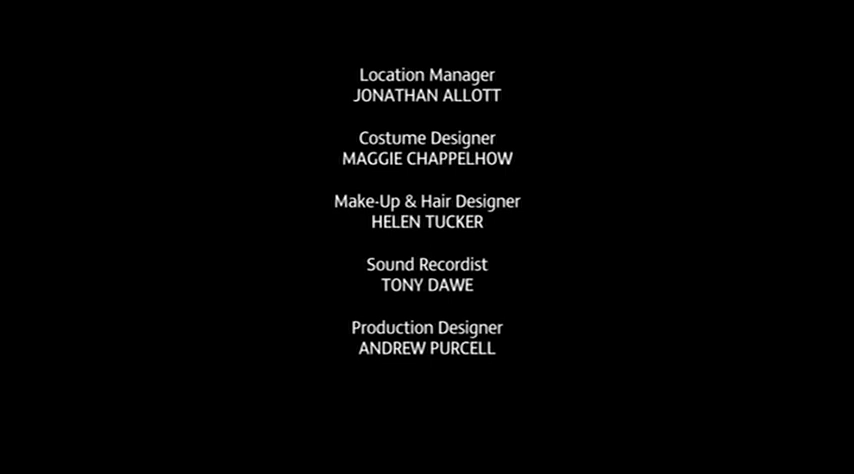 Location Manager
JONATHAN ALLOTT
Costume Designer
MAGGIE CHAPPELHOW
Make-Up & Hair Designer
HELEN TUCKER
Sound Recordist
TONY DAWE
Production Designer
ANDREW PURCELL